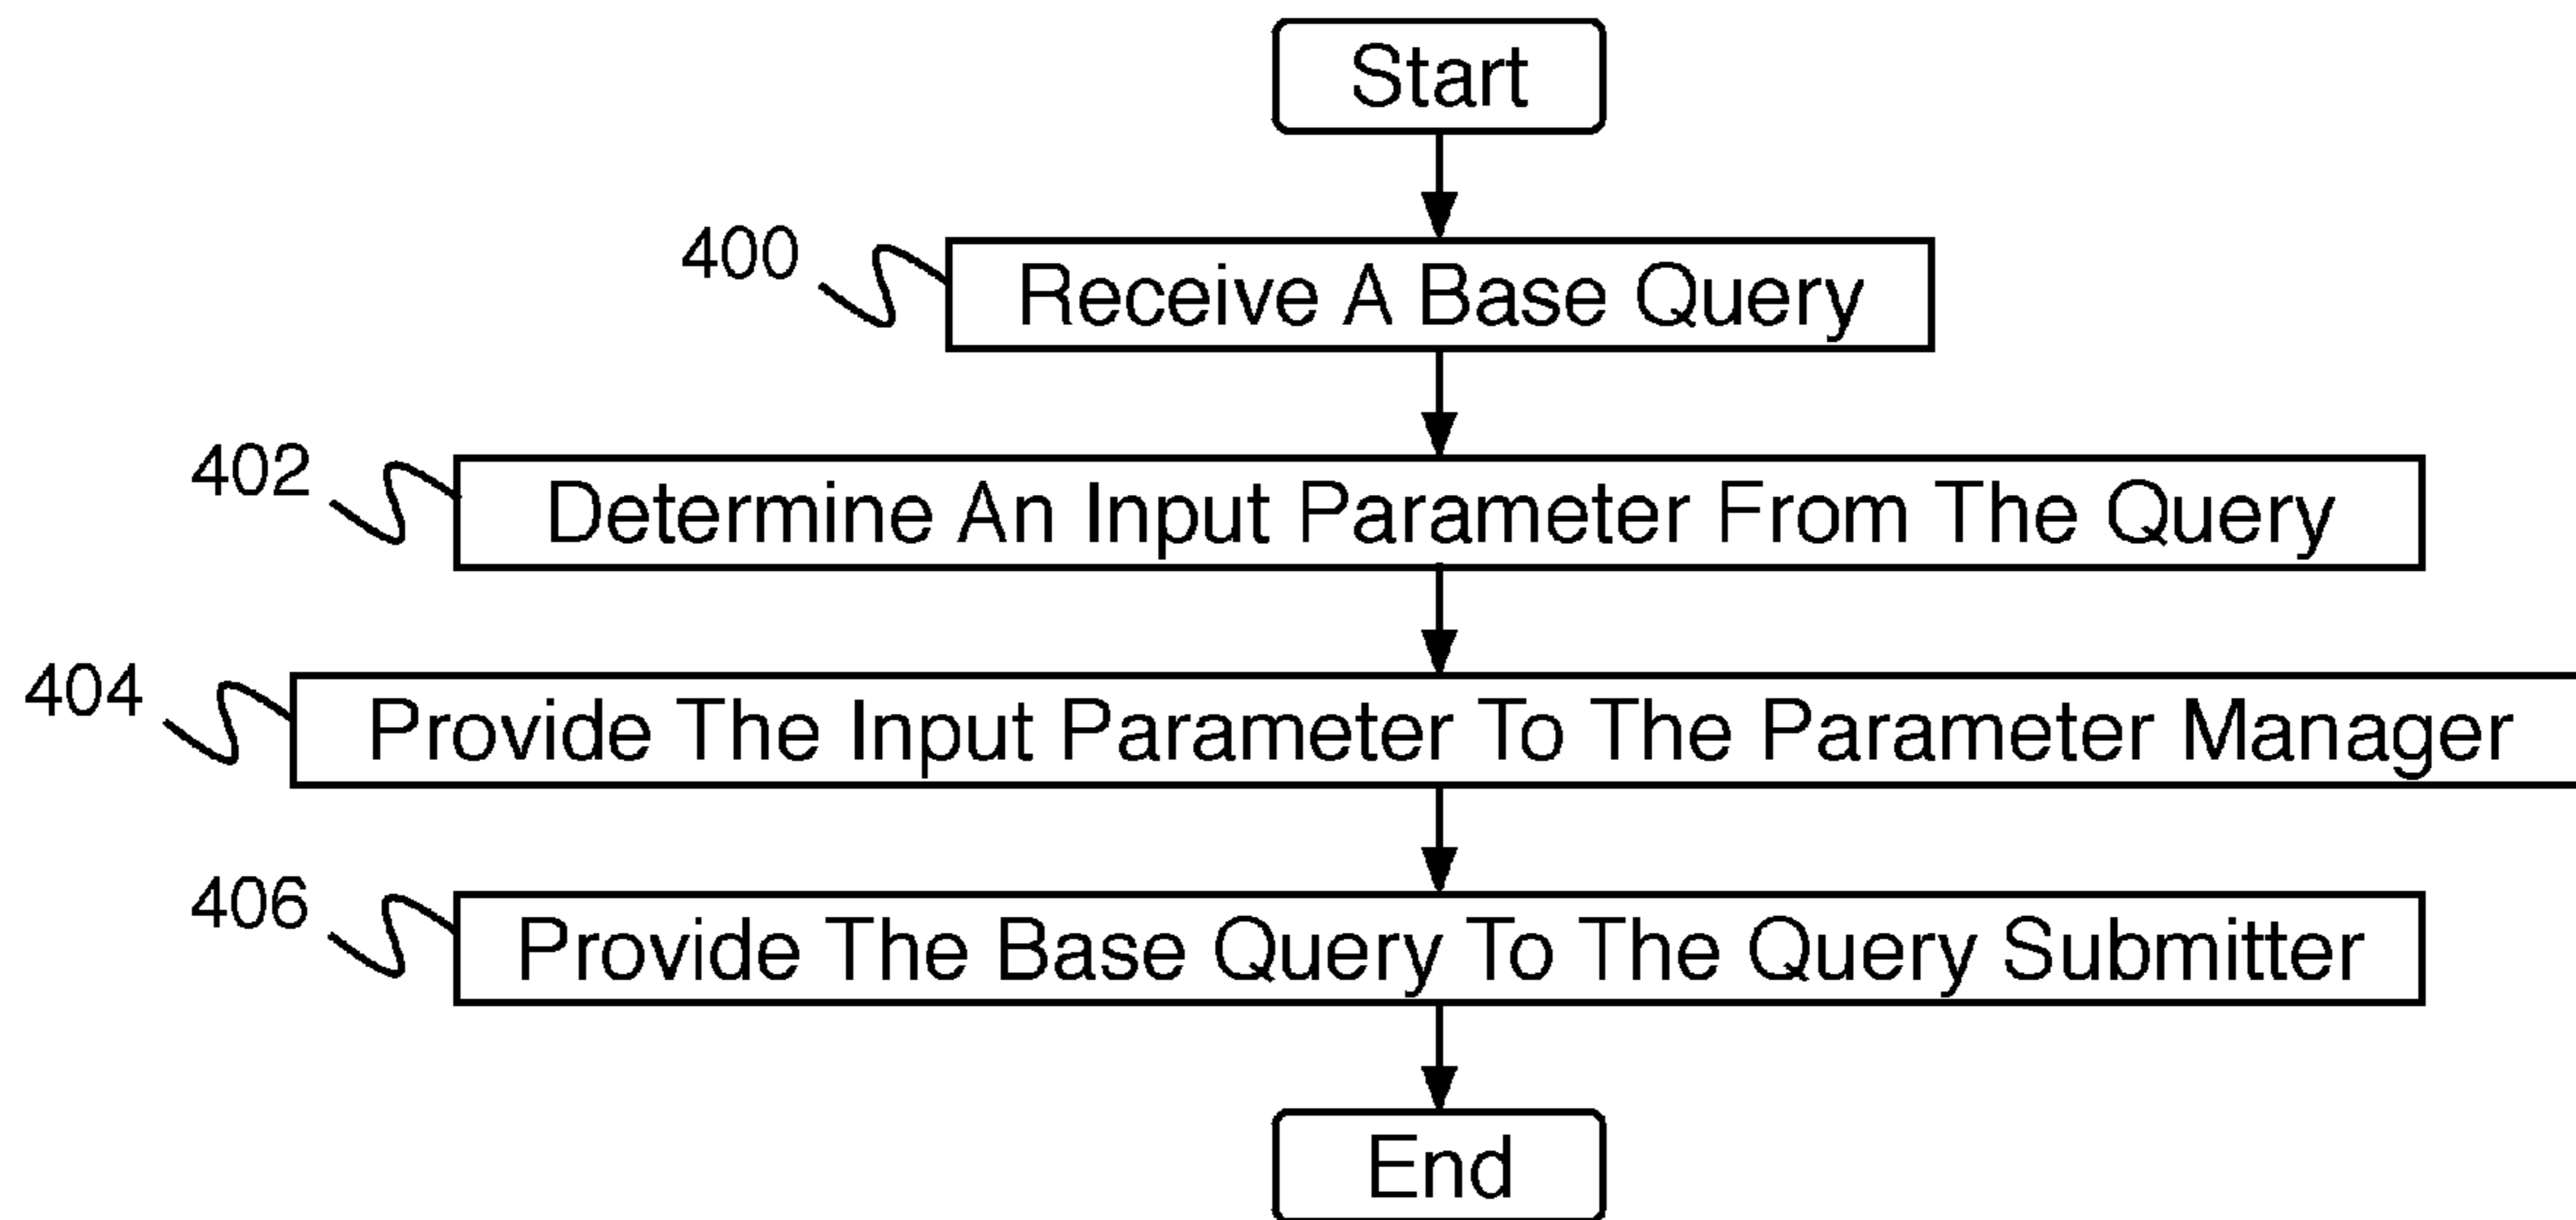 Start
400
Receive A Base Query
402
Determine An Input Parameter From The Query
404
Provide The Input Parameter To The Parameter Manager
406
Provide The Base Query To The Query Submitter
End